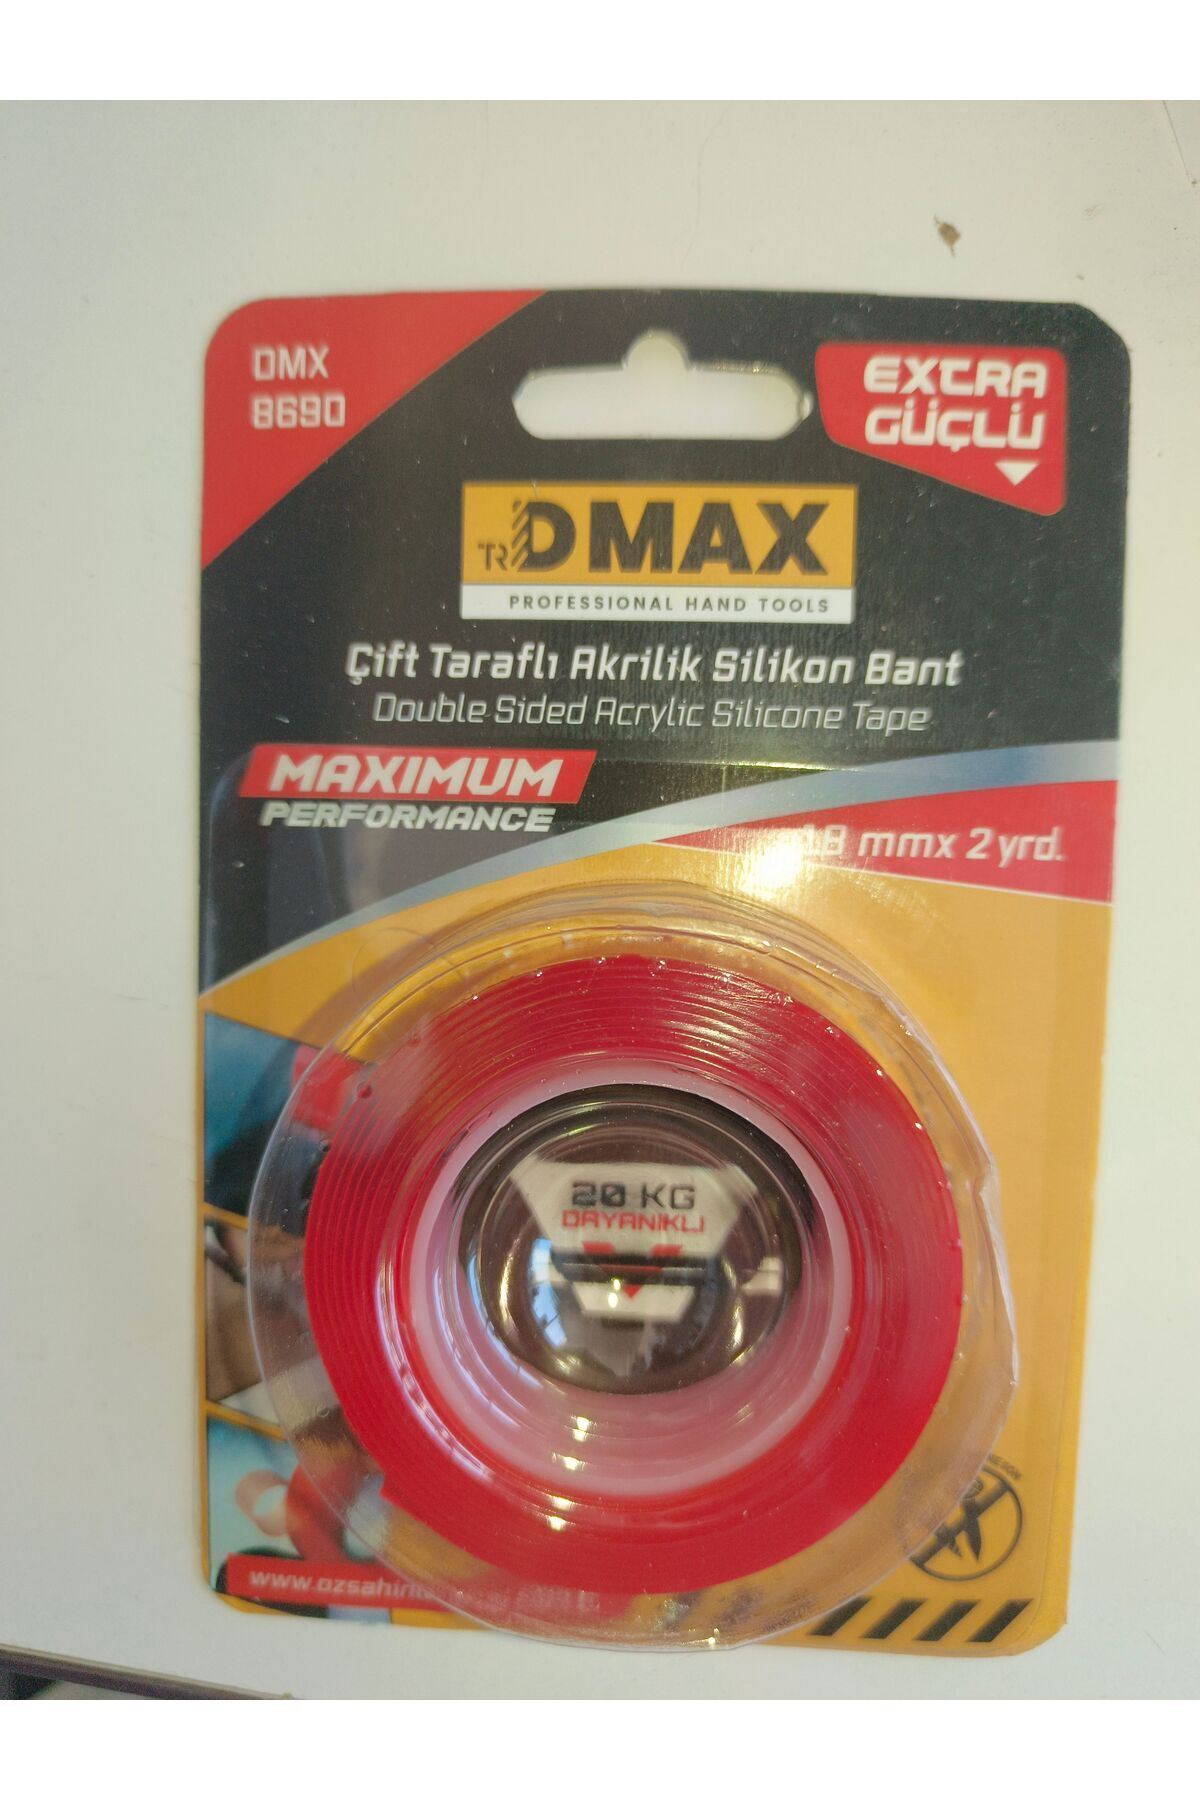 DMX
8690
EXTRA
GÜÇLÜ
TR DMAX
PROFESSIONAL HAND TOOLS
Çift Taraflı Akrilik Silikon Bant
Double Sided Acrylic Silicone Tape
MAXIMUM
PERFORMANCE
18 mmx 2 yrd.
20 KG
DAYANIKLI